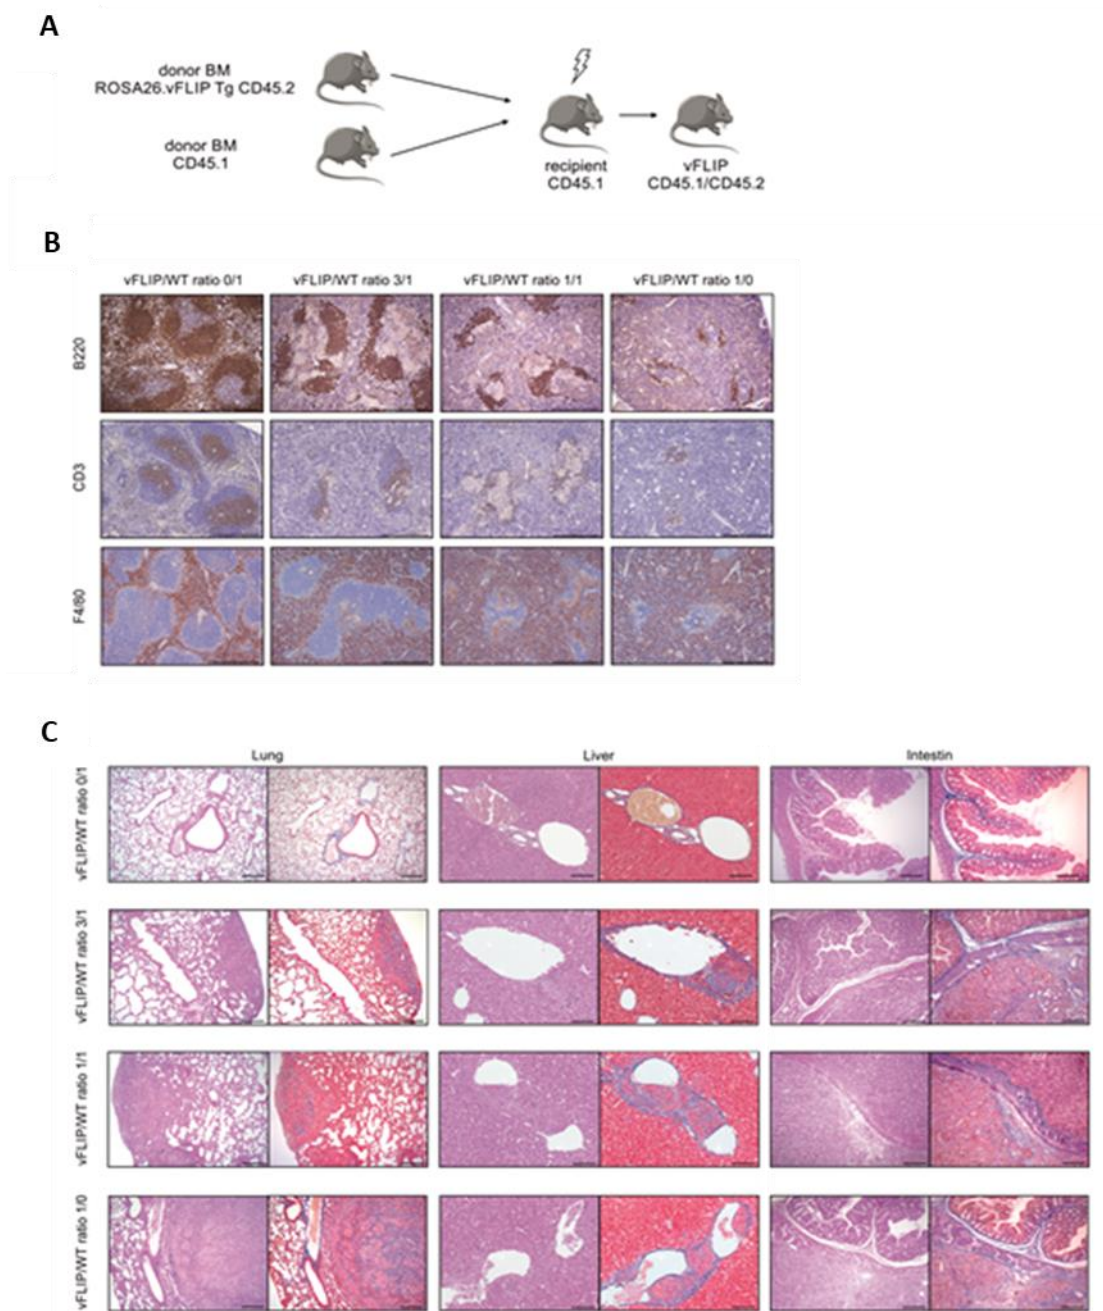 A
donor BM
ROSA26.vFLIP Tg CD45.2
donor BM
CD45.1
recipient
CD45.1
vFLIP
CD45.1/CD45.2
B
vFLIP/WT ratio 0/1
vFLIP/WT ratio 3/1
vFLIP/WT ratio 1/1
vFLIP/WT ratio 1/0
B220
CD3
F4/80
C
Lung
Liver
Intestin
vFLIP/WT ratio 0/1
vFLIP/WT ratio 3/1
vFLIP/WT ratio 1/1
vFLIP/WT ratio 1/0